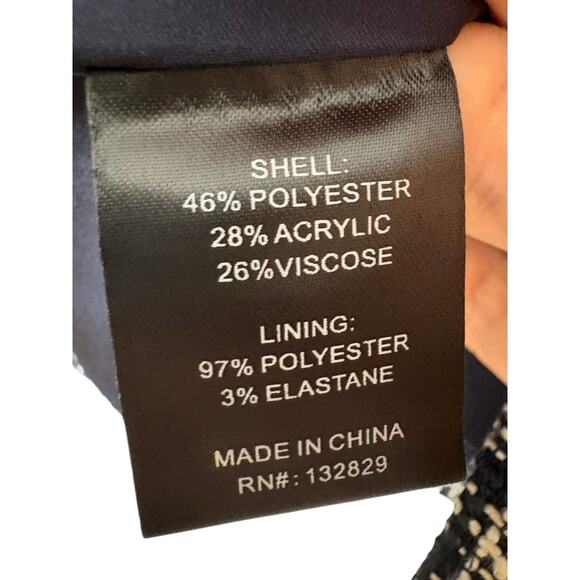 SHELL:
46% POLYESTER
28% ACRYLIC
26%VISCOSE
LINING:
97% POLYESTER
3% ELASTANE
MADE IN CHINA
RN#: 132829